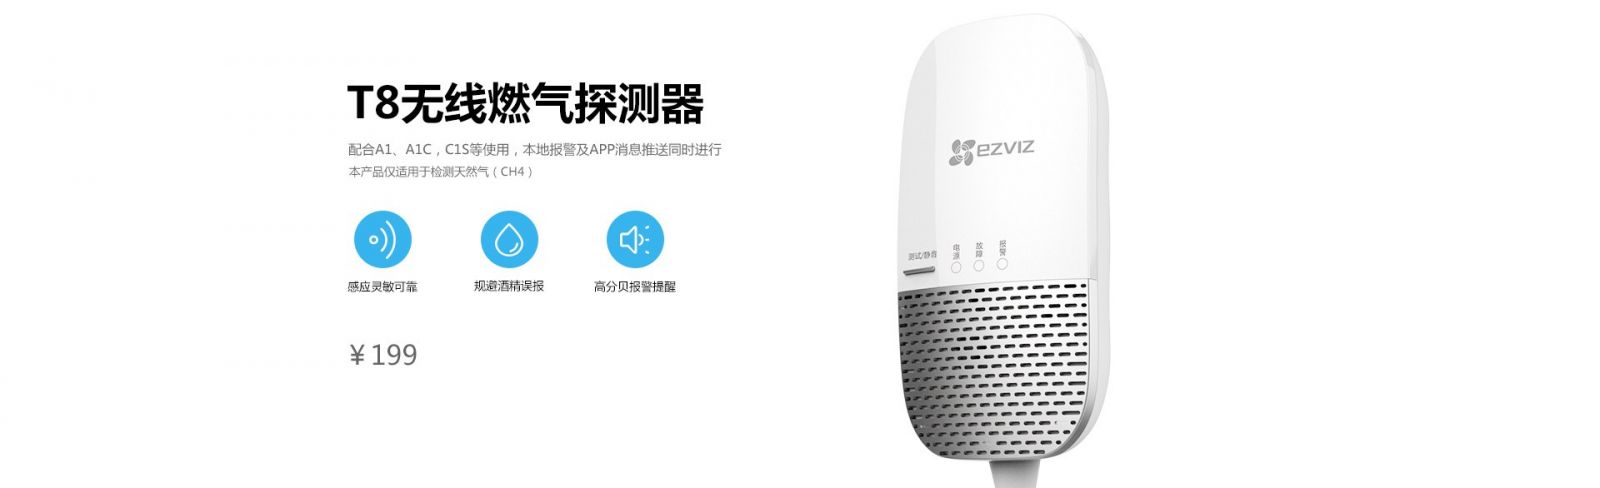 T8无线燃气探测器
配合A1、A1C，C1S等使用，本地报警及APP消息推送同时进行
本产品仅适用于检测天然气（CH4）
感应灵敏可靠
规避酒精误报
高分贝报警提醒
￥199
ezviz
测试/静音
电源
故障
报警